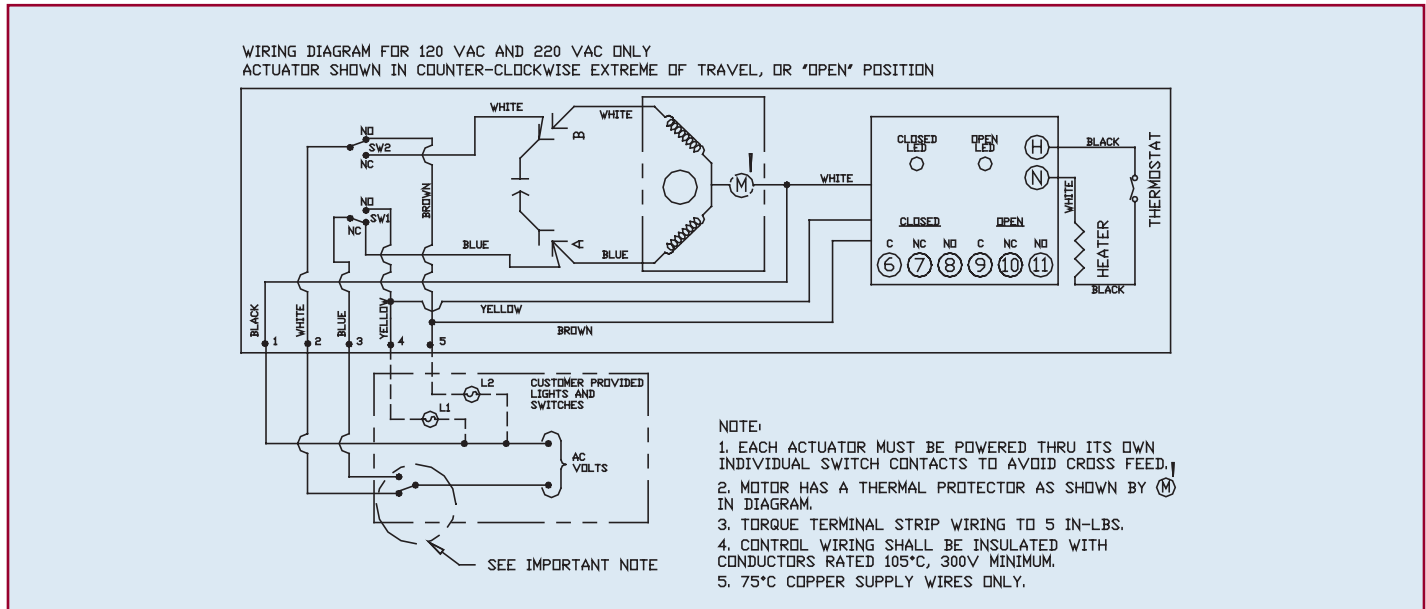 WIRING DIAGRAM FOR 120 VAC AND 220 VAC ONLY
ACTUATOR SHOWN IN COUNTER-CLOCKWISE EXTREME OF TRAVEL, OR "OPEN" POSITION
WHITE
WHITE
NO
SW2
NC
B
BROWN
NO
SW1
NC
BLUE
A
BLUE
M
!
WHITE
CLOSED
LED
OPEN
LED
H
N
BLACK
WHITE
THERMOSTAT
CLOSED
OPEN
C NC NO C NC NO
6 7 8 9 10 11
HEATER
BLACK
YELLOW
BROWN
BLACK
WHITE
BLUE
YELLOW
1 2 3 4 5
L2
L1
CUSTOMER PROVIDED
LIGHTS AND
SWITCHES
AC
VOLTS
SEE IMPORTANT NOTE
NOTE:
1. EACH ACTUATOR MUST BE POWERED THRU ITS OWN
INDIVIDUAL SWITCH CONTACTS TO AVOID CROSS FEED.
2. MOTOR HAS A THERMAL PROTECTOR AS SHOWN BY M!
IN DIAGRAM.
3. TORQUE TERMINAL STRIP WIRING TO 5 IN-LBS.
4. CONTROL WIRING SHALL BE INSULATED WITH
CONDUCTORS RATED 105°C, 300V MINIMUM.
5. 75°C COPPER SUPPLY WIRES ONLY.